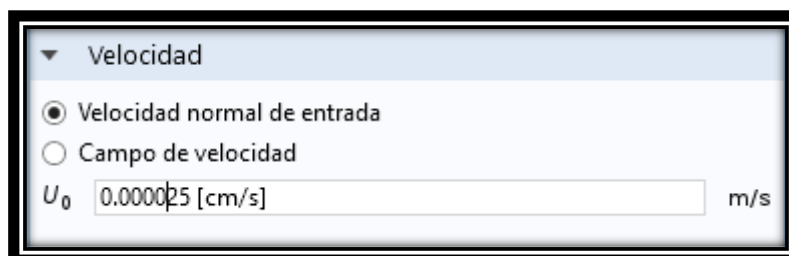 Velocidad
Velocidad normal de entrada
Campo de velocidad
U₀ 0.000025 [cm/s] m/s